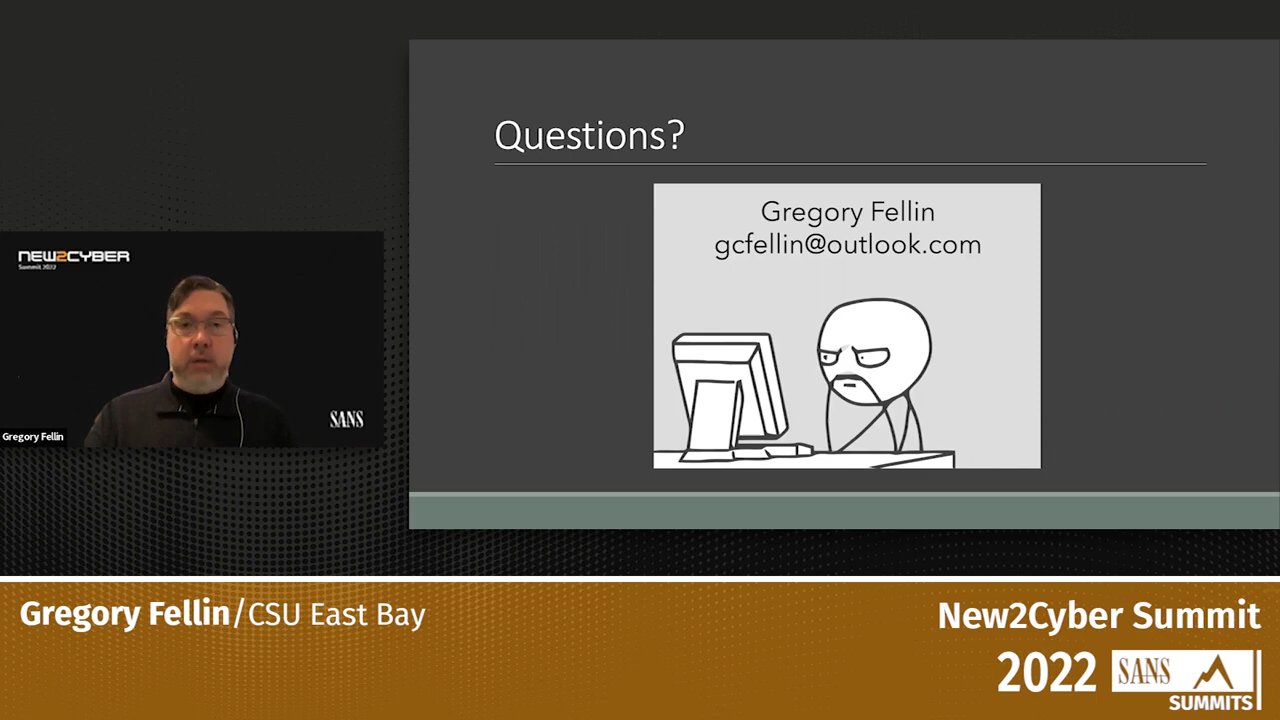 Questions?
Gregory Fellin
gcfellin@outlook.com
NEW2CYBER
Summit 2022
SANS
Gregory Fellin
Gregory Fellin/CSU East Bay
New2Cyber Summit
2022
SANS
SUMMITS